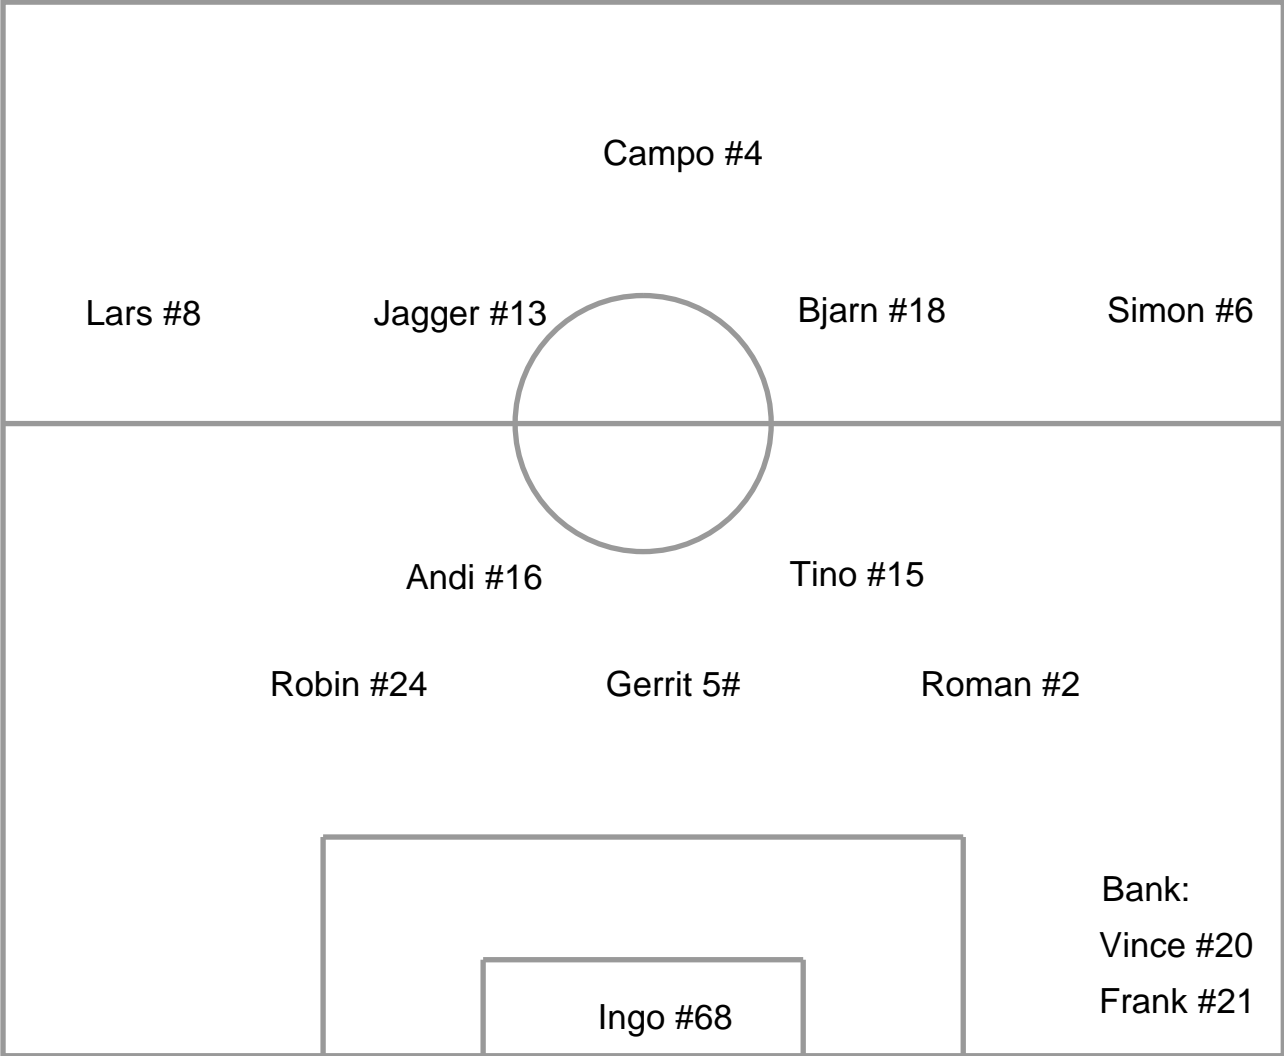 Campo #4
Lars #8
Jagger #13
Bjarn #18
Simon #6
Andi #16
Tino #15
Robin #24
Gerrit 5#
Roman #2
Bank:
Vince #20
Frank #21
Ingo #68